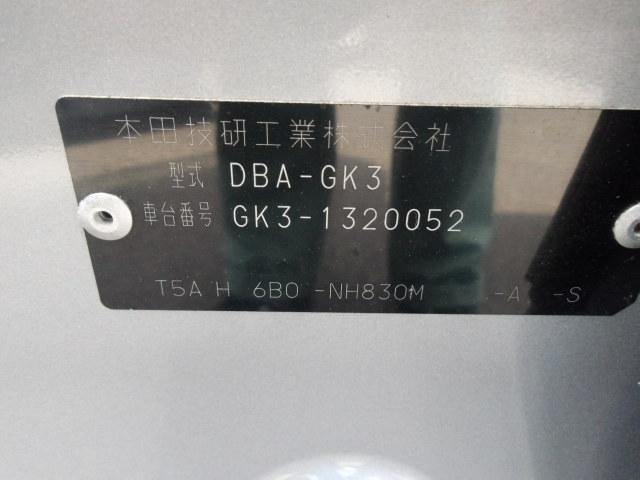 本田技研工業株式会社
型式 DBA-GK3
車台番号 GK3-1320052
T5A H 6B0 -NH830M -A -S